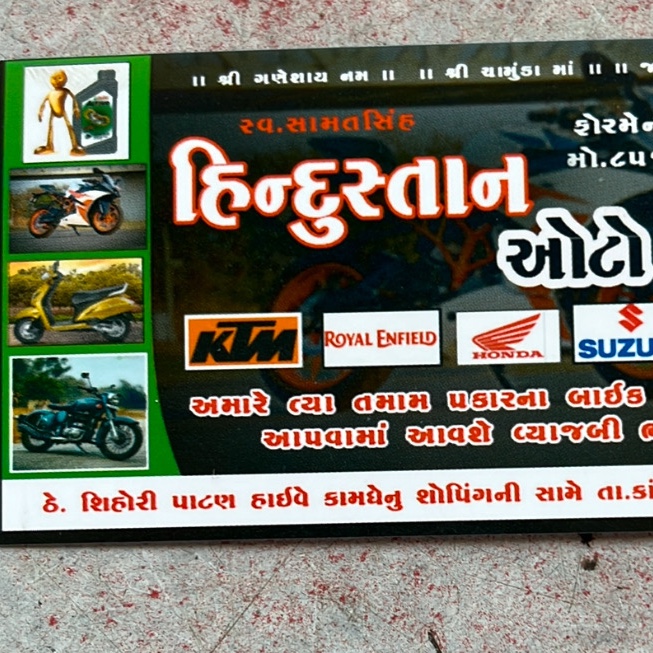 ।। શ્રી ગણેશાય નમ ।। ।। શ્રી ચામુંડા માં ।। ।।
સ્વ.સામતસિંહ
મો.૮૫
હિન્દુસ્તાન
ઓટો
KTM ROYAL ENFIELD HONDA
અમારે ત્યા તમામ પ્રકારના બાઈક
આપવામાં આવશે વ્યાજબી
ઠે. શિહોરી પાટણ હાઈવે કામધેનુ શોપિંગની સામે